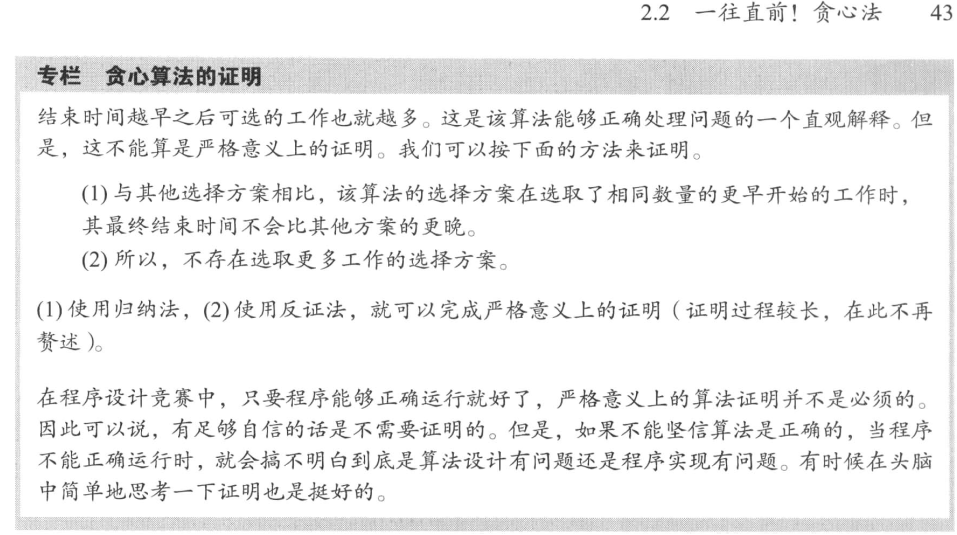 2.2 一往直前！贪心法 43
专栏 贪心算法的证明
结束时间越早之后可选的工作也就越多。这是该算法能够正确处理问题的一个直观解释。但
是，这不能算是严格意义上的证明。我们可以按下面的方法来证明。
(1) 与其他选择方案相比，该算法的选择方案在选取了相同数量的更早开始的工作时，
其最终结束时间不会比其他方案的更晚。
(2) 所以，不存在选取更多工作的选择方案。
(1) 使用归纳法，(2) 使用反证法，就可以完成严格意义上的证明（证明过程较长，在此不再
赘述）。
在程序设计竞赛中，只要程序能够正确运行就好了，严格意义上的算法证明并不是必须的。
因此可以说，有足够自信的话是不需要证明的。但是，如果不能坚信算法是正确的，当程序
不能正确运行时，就会搞不明白到底是算法设计有问题还是程序实现有问题。有时候在头脑
中简单地思考一下证明也是挺好的。